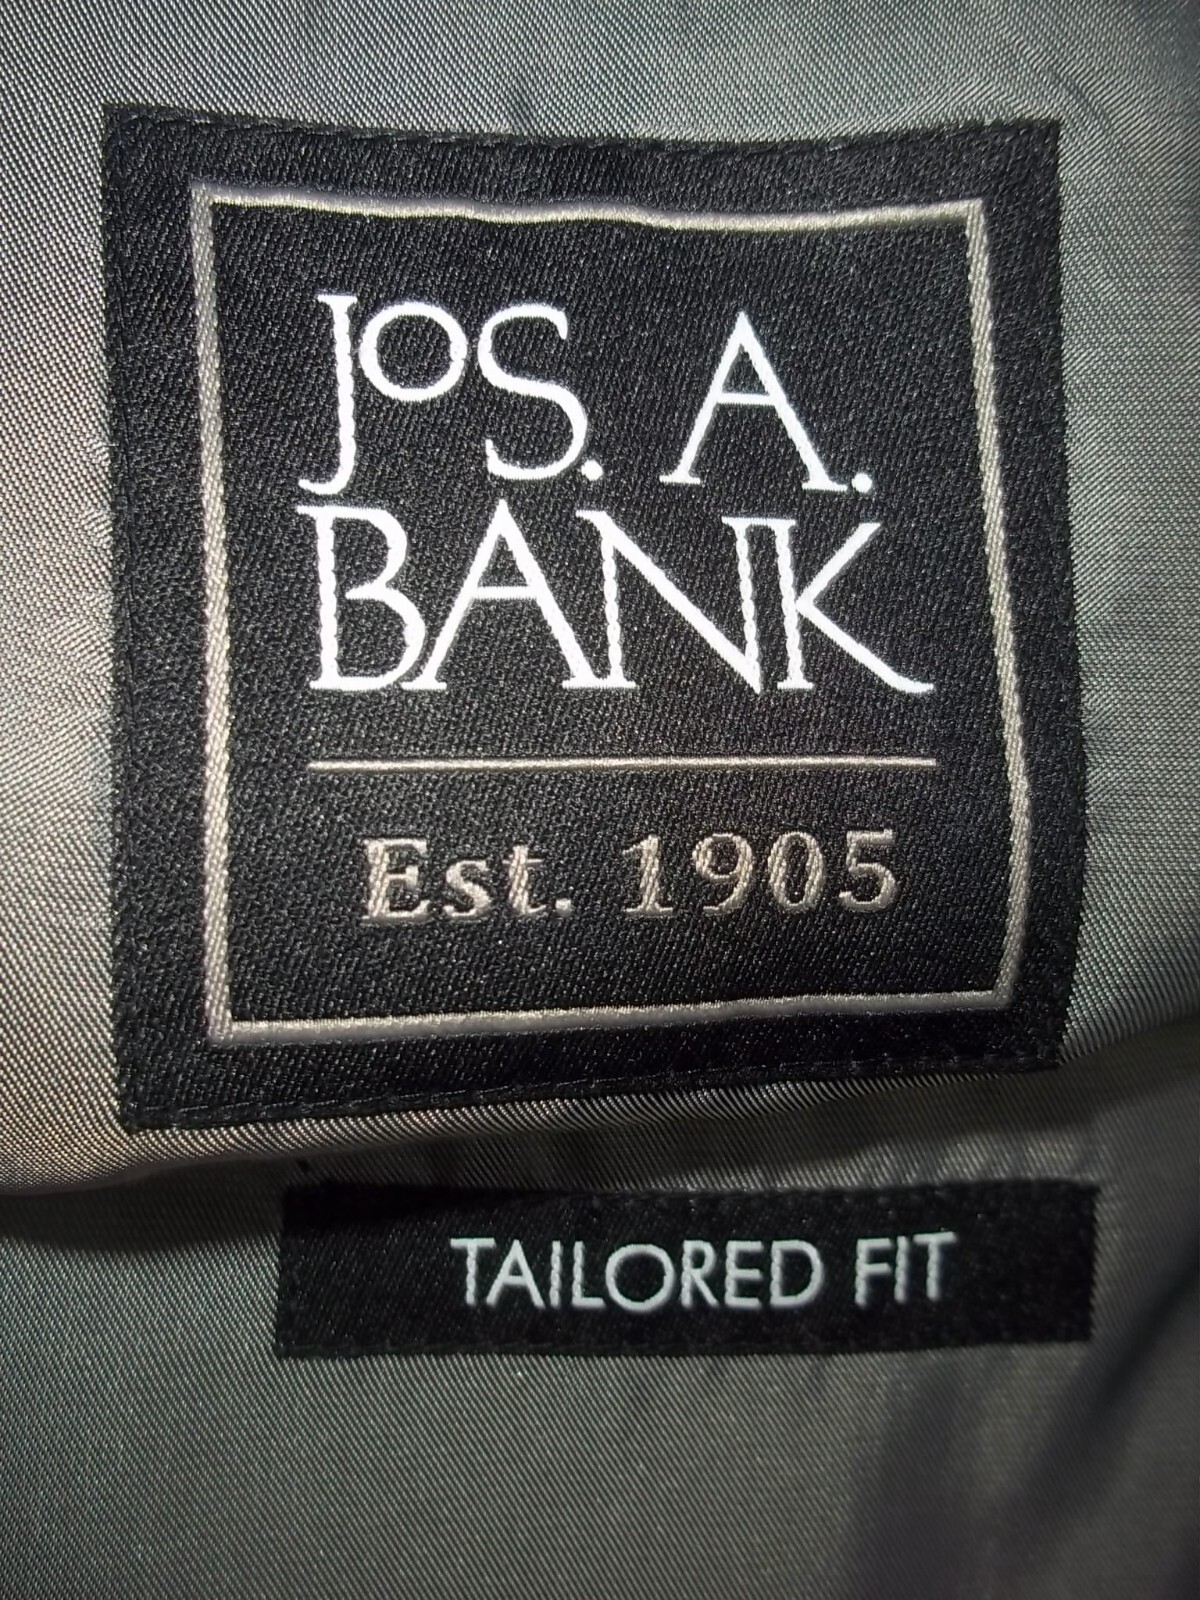 JOS. A.
BANK
Est. 1905
TAILORED FIT